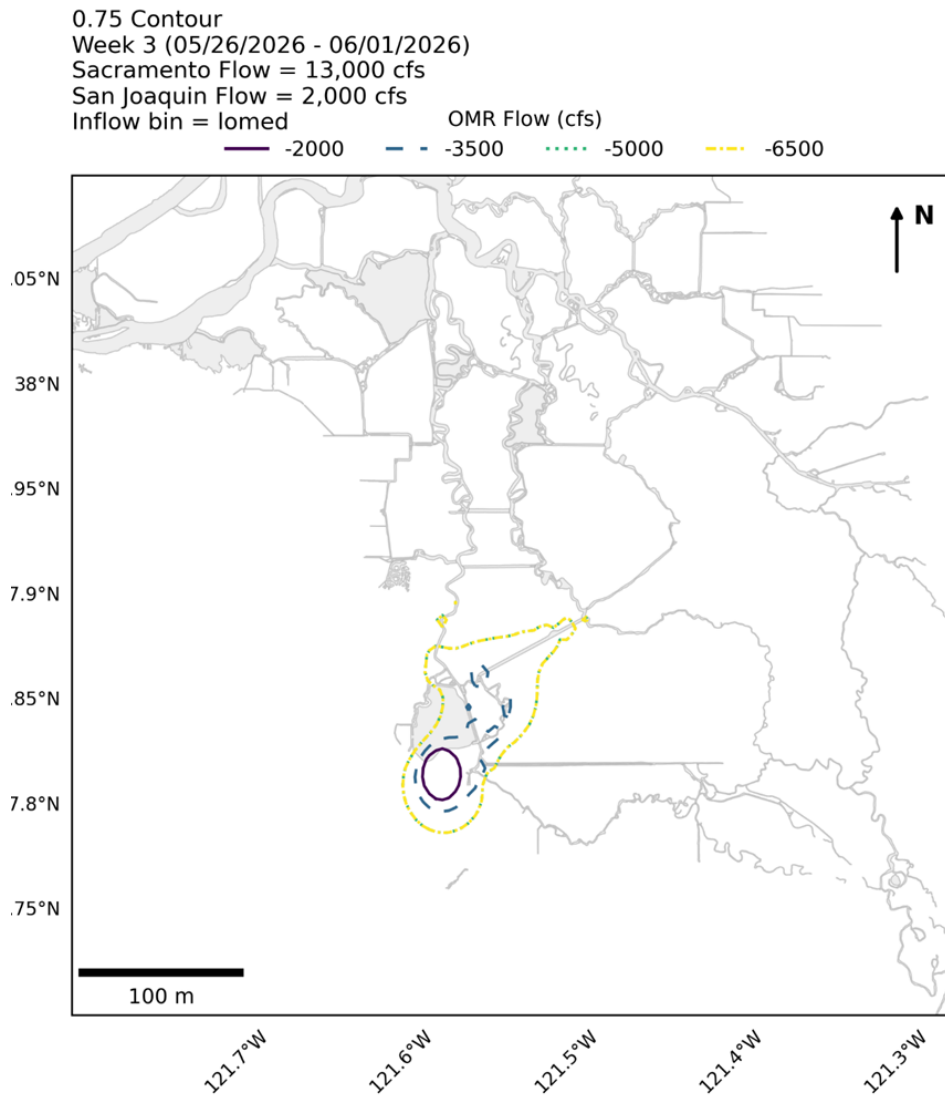 0.75 Contour
Week 3 (05/26/2026 - 06/01/2026)
Sacramento Flow = 13,000 cfs
San Joaquin Flow = 2,000 cfs
Inflow bin = lomed
OMR Flow (cfs)
-2000 -3500 -5000 -6500
N
.05°N
38°N
.95°N
7.9°N
.85°N
7.8°N
.75°N
100 m
121.7°W 121.6°W 121.5°W 121.4°W 121.3°W